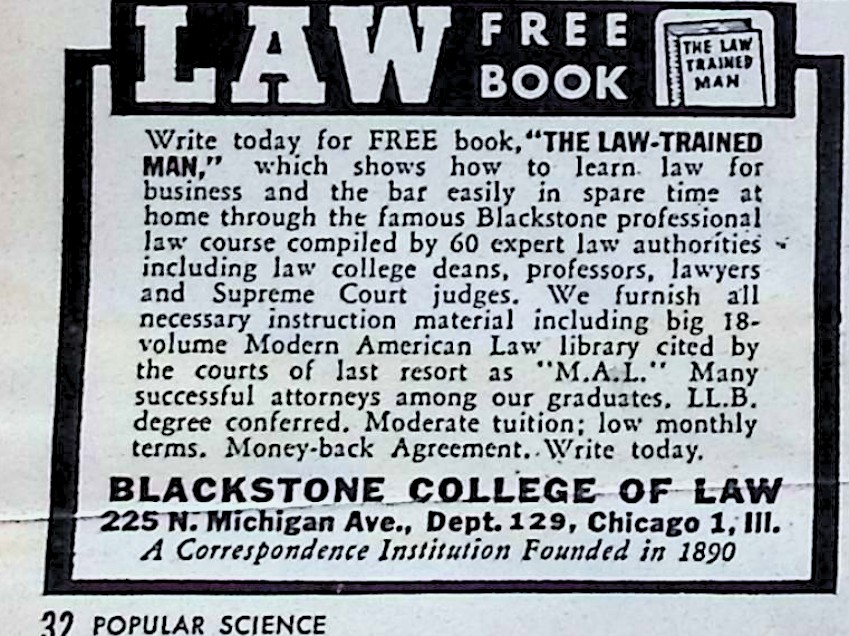 LAW FREE BOOK
THE LAW
TRAINED
MAN
Write today for FREE book, "THE LAW-TRAINED
MAN," which shows how to learn law for
business and the bar easily in spare time at
home through the famous Blackstone professional
law course compiled by 60 expert law authorities
including law college deans, professors, lawyers
and Supreme Court judges. We furnish all
necessary instruction material including big 18-
volume Modern American Law library cited by
the courts of last resort as "M.A.L." Many
successful attorneys among our graduates. LL.B.
degree conferred. Moderate tuition; low monthly
terms. Money-back Agreement. Write today.
BLACKSTONE COLLEGE OF LAW
225 N. Michigan Ave., Dept. 129, Chicago 1, Ill.
A Correspondence Institution Founded in 1890
32 POPULAR SCIENCE